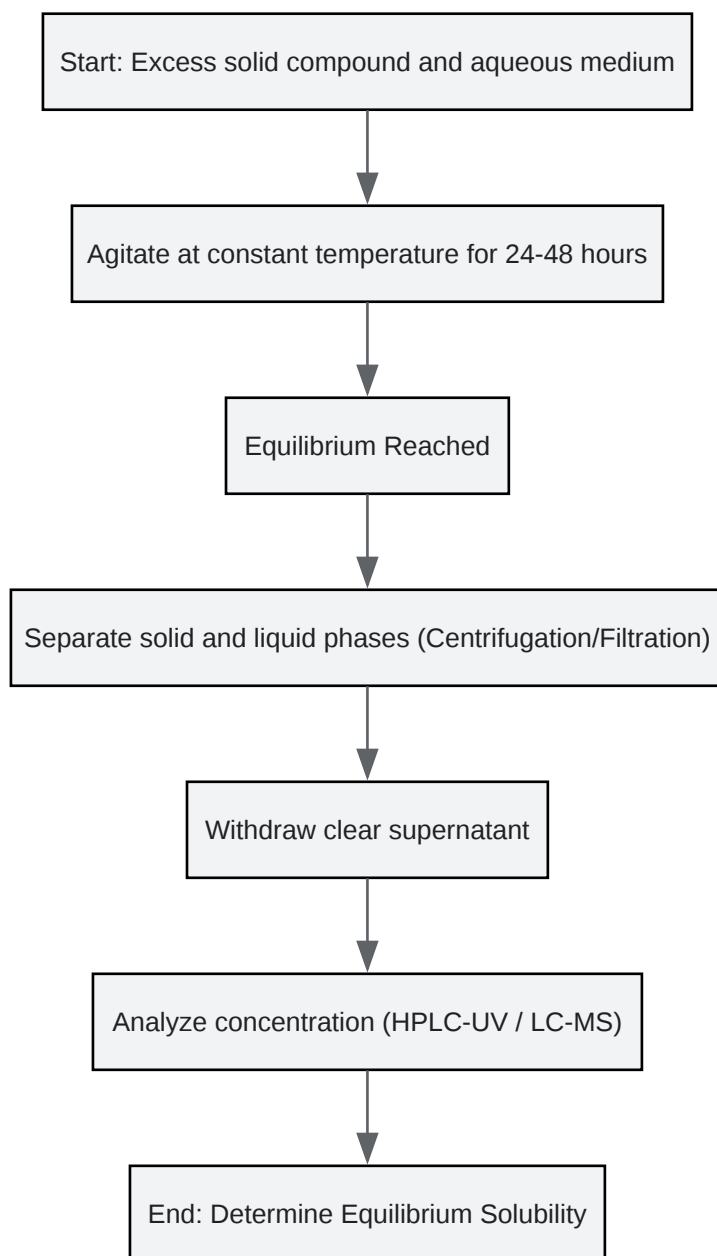 Start: Excess solid compound and aqueous medium
Agitate at constant temperature for 24-48 hours
Equilibrium Reached
Separate solid and liquid phases (Centrifugation/Filtration)
Withdraw clear supernatant
Analyze concentration (HPLC-UV / LC-MS)
End: Determine Equilibrium Solubility